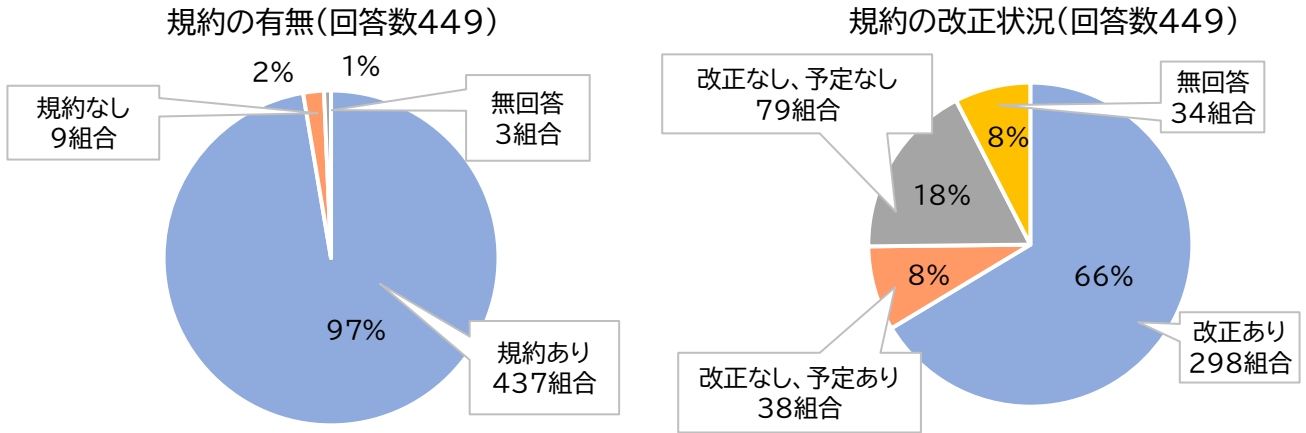 規約の有無(回答数449)
2%
1%
規約なし
9組合
無回答
3組合
97%
規約あり
437組合
規約の改正状況(回答数449)
改正なし、予定なし
79組合
無回答
34組合
8%
18%
8%
66%
改正なし、予定あり
38組合
改正あり
298組合